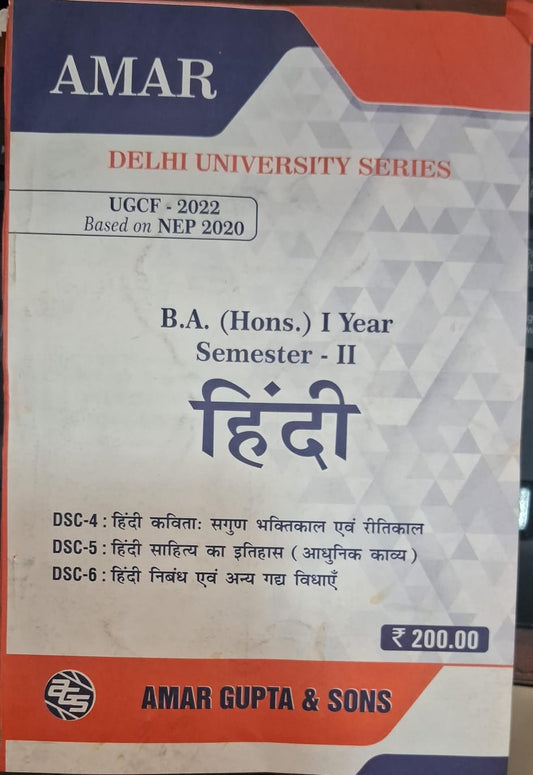 AMAR
DELHI UNIVERSITY SERIES
UGCF - 2022
Based on NEP 2020
B.A. (Hons.) I Year
Semester - II
हिंदी
DSC-4 : हिंदी कविताः सगुण भक्तिकाल एवं रीतिकाल
DSC-5 : हिंदी साहित्य का इतिहास ( आधुनिक काव्य )
DSC-6 : हिंदी निबंध एवं अन्य गद्य विधाएँ
₹ 200.00
AGS
AMAR GUPTA & SONS